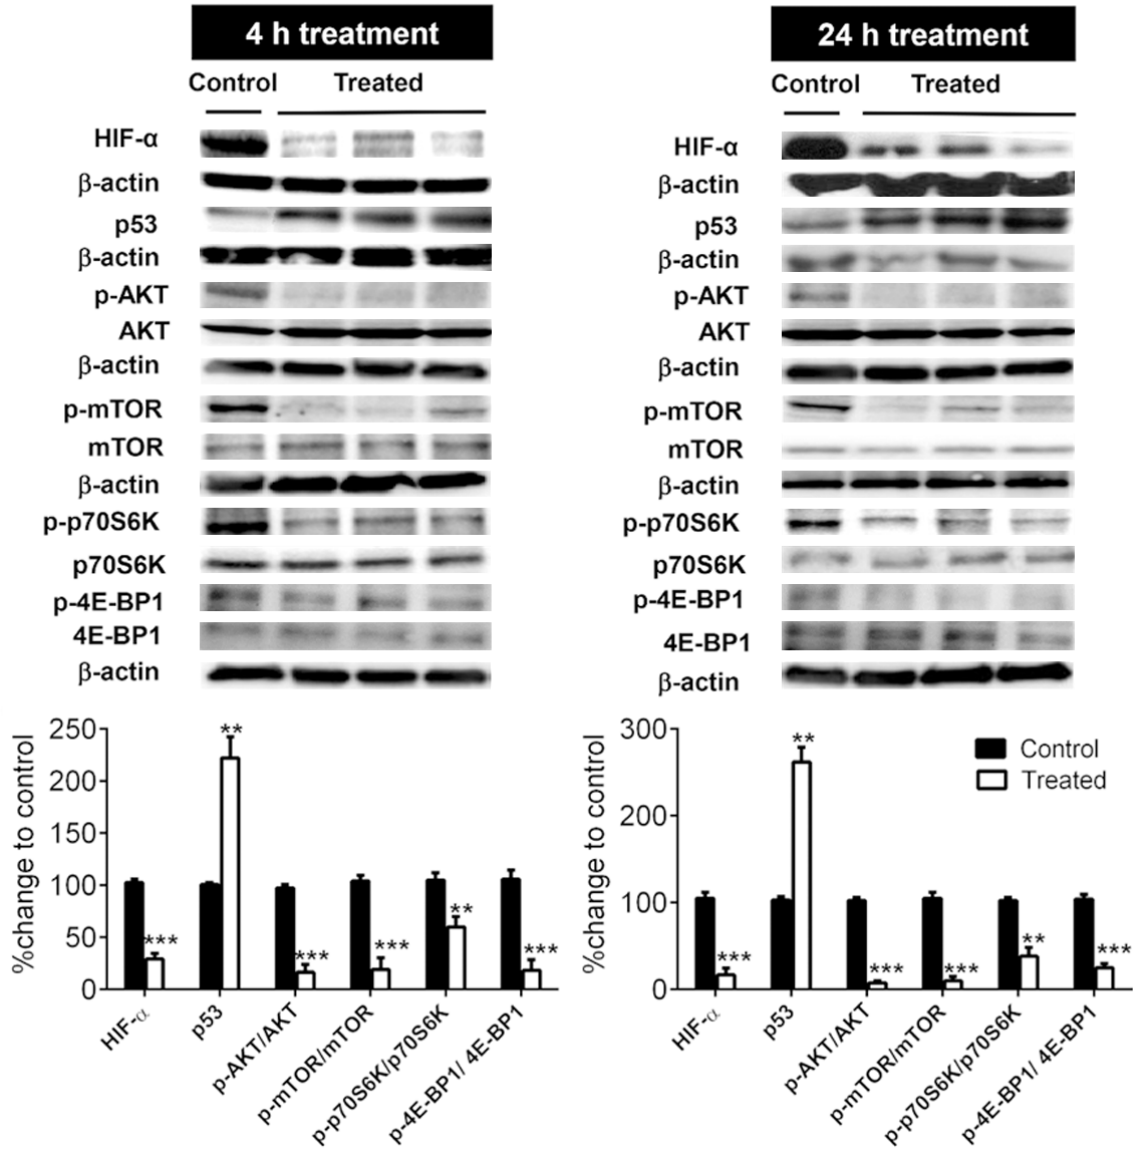 4 h treatment
Control Treated
HIF-α
β-actin
p53
β-actin
p-AKT
AKT
β-actin
p-mTOR
mTOR
β-actin
p-p70S6K
p70S6K
p-4E-BP1
4E-BP1
β-actin
24 h treatment
Control Treated
HIF-α
β-actin
p53
β-actin
p-AKT
AKT
β-actin
p-mTOR
mTOR
β-actin
p-p70S6K
p70S6K
p-4E-BP1
4E-BP1
β-actin
%change to control
250
200
150
100
50
0
**
***
***
***
**
***
HIF-α
p53
p-AKT/AKT
p-mTOR/mTOR
p-p70S6K/p70S6K
p-4E-BP1/ 4E-BP1
%change to control
300
200
100
0
**
***
***
***
**
***
Control
Treated
HIF-α
p53
p-AKT/AKT
p-mTOR/mTOR
p-p70S6K/p70S6K
p-4E-BP1/ 4E-BP1